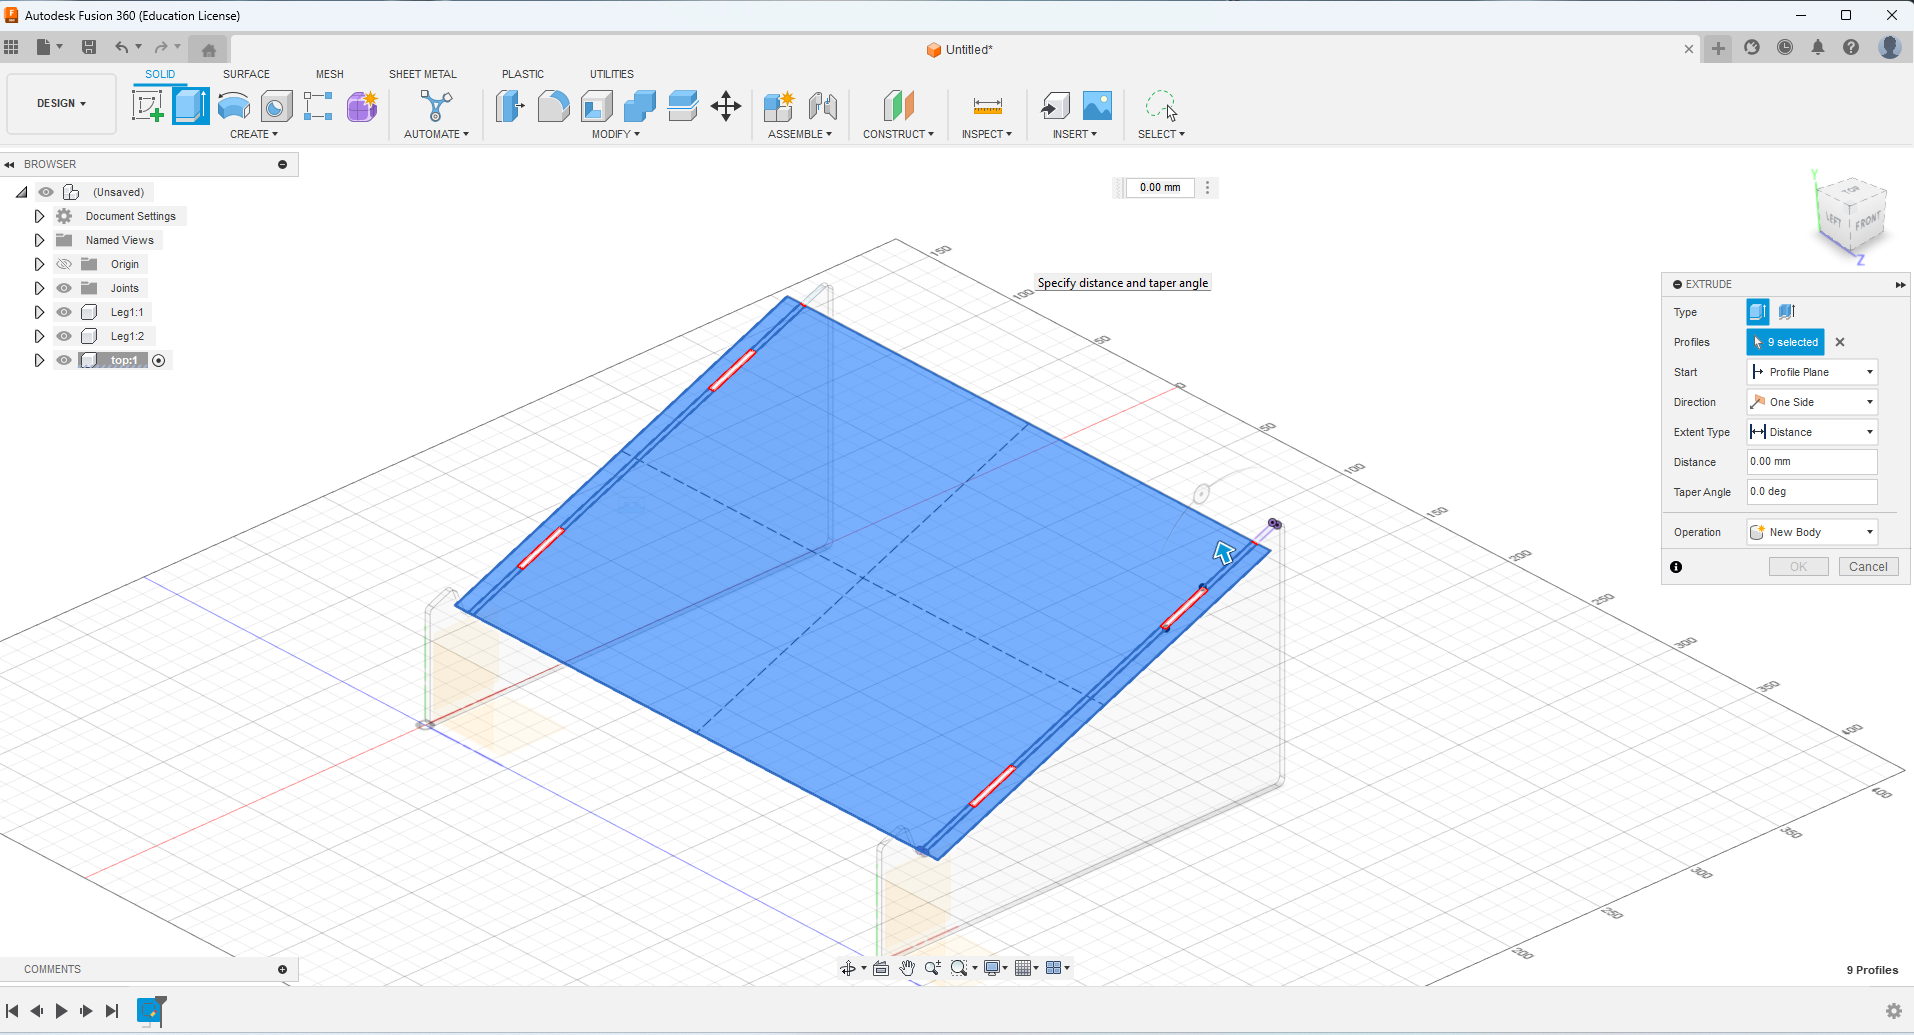 Autodesk Fusion 360 (Education License)
Untitled*
DESIGN
SOLID
SURFACE
MESH
SHEET METAL
PLASTIC
UTILITIES
CREATE
AUTOMATE
MODIFY
ASSEMBLE
CONSTRUCT
INSPECT
INSERT
SELECT
BROWSER
(Unsaved)
Document Settings
Named Views
Origin
Joints
Leg1:1
Leg1:2
top:1
0.00 mm
Specify distance and taper angle
150
100
50
0
50
100
150
200
250
300
350
400
400
350
300
250
200
Y
TOP
LEFT
FRONT
Z
EXTRUDE
Type
Profiles 9 selected
Start Profile Plane
Direction One Side
Extent Type Distance
Distance 0.00 mm
Taper Angle 0.0 deg
Operation New Body
OK Cancel
COMMENTS
9 Profiles